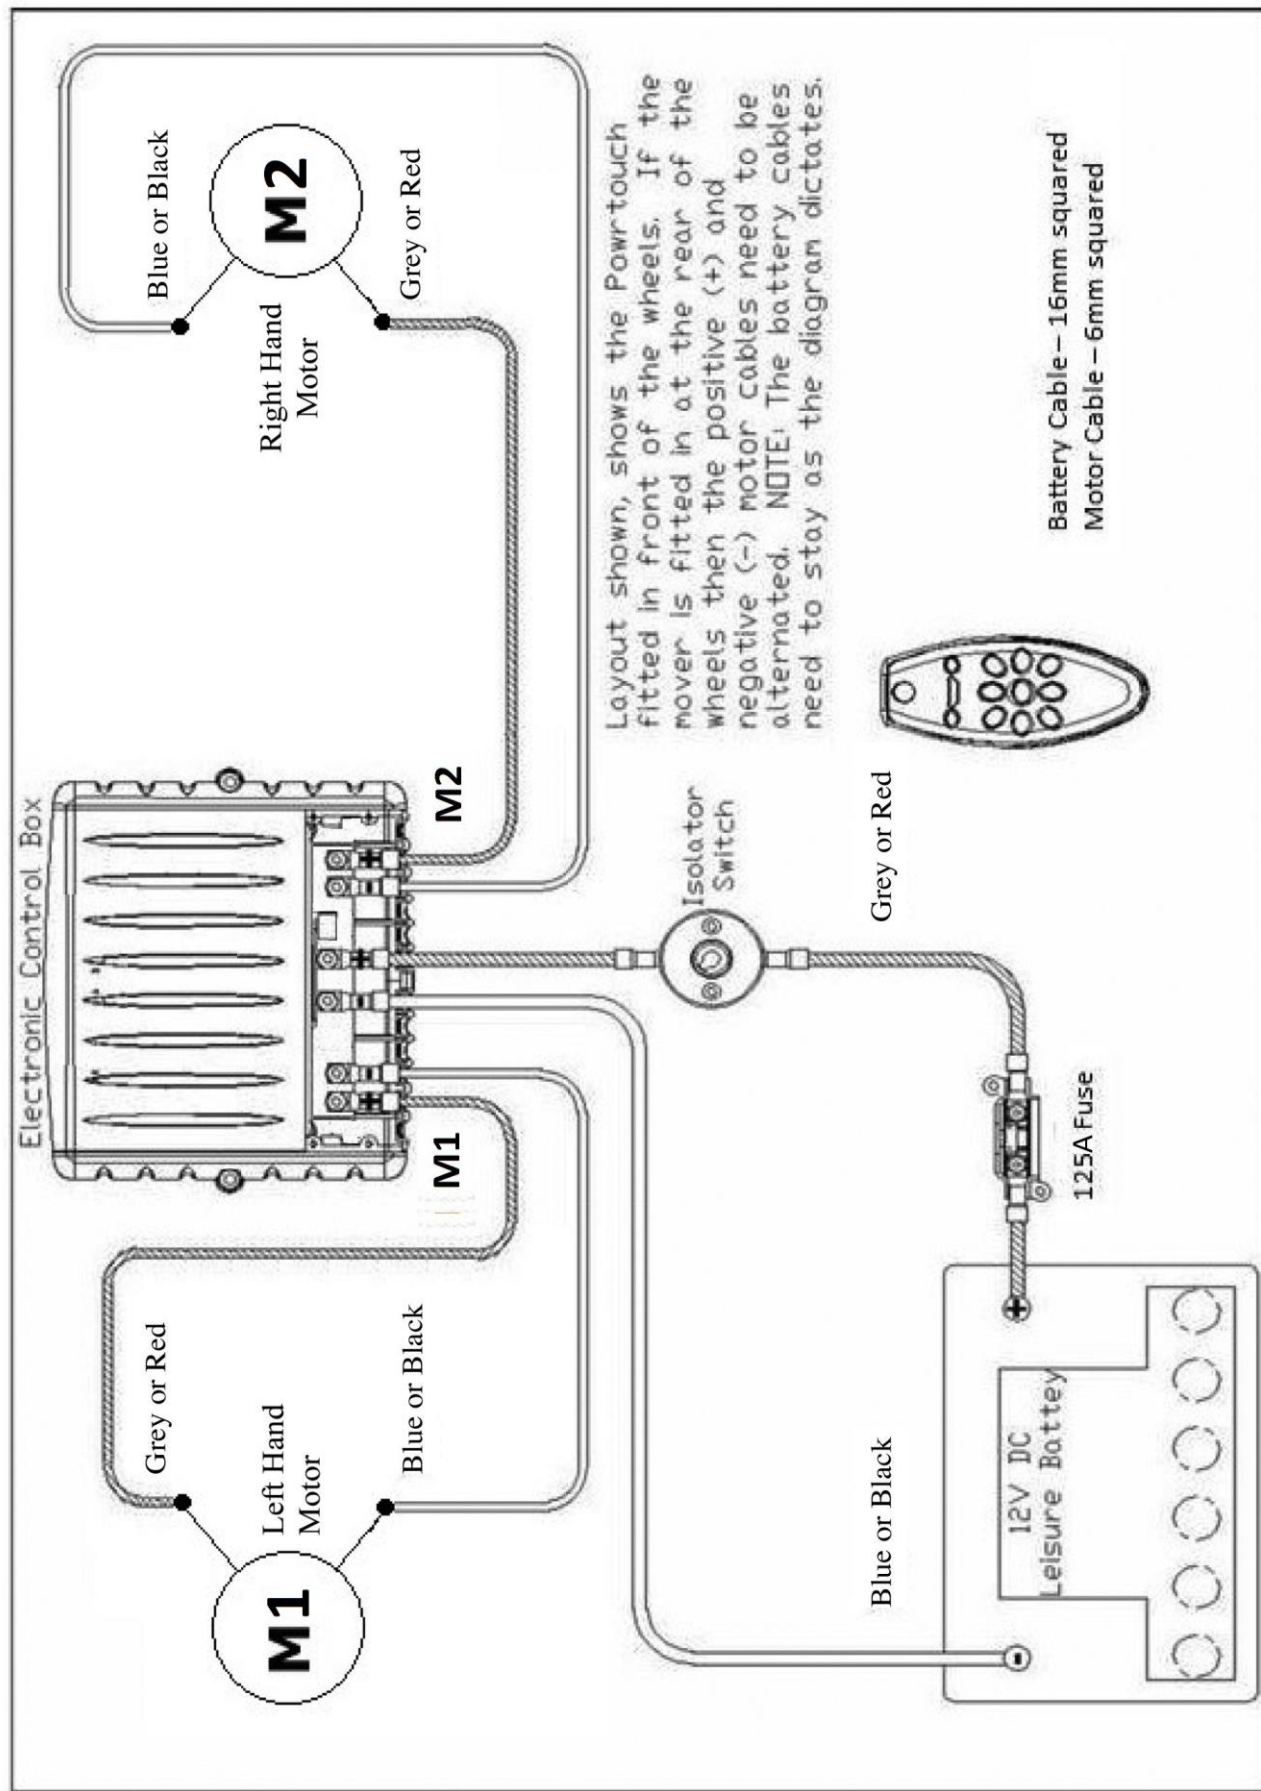 Electronic Control Box
M1
M2
Grey or Red
Left Hand
Motor
M1
Blue or Black
Blue or Black
M2
Right Hand
Motor
Grey or Red
Layout shown, shows the Powrtouch
fitted in front of the wheels. If the
mover is fitted in at the rear of the
wheels then the positive (+) and
negative (-) motor cables need to be
alternated. NOTE: The battery cables
need to stay as the diagram dictates.
Isolator
Switch
Grey or Red
Blue or Black
125A Fuse
12V DC
Leisure Battey
+
-
+
-
-
+
-
+
Battery Cable – 16mm squared
Motor Cable – 6mm squared